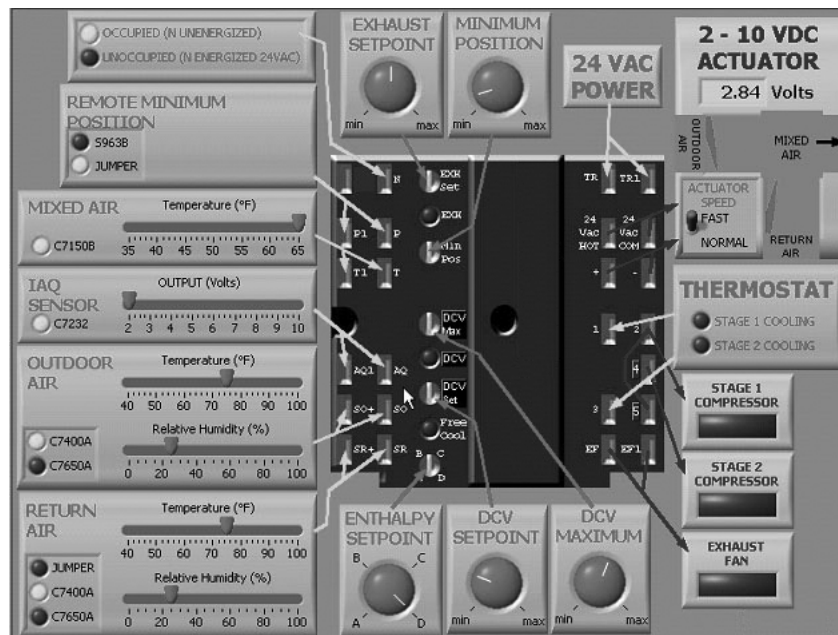 OCCUPIED (N UNENERGIZED)
UNOCCUPIED (N ENERGIZED 24VAC)
REMOTE MINIMUM
POSITION
S963B
JUMPER
MIXED AIR
Temperature (°F)
C7150B
35 40 45 50 55 60 65
IAQ
SENSOR
OUTPUT (Volts)
C7232
2 3 4 5 6 7 8 9 10
OUTDOOR
AIR
Temperature (°F)
40 50 60 70 80 90 100
Relative Humidity (%)
C7400A
C7650A
0 20 40 60 80 100
RETURN
AIR
Temperature (°F)
40 50 60 70 80 90 100
Relative Humidity (%)
JUMPER
C7400A
C7650A
0 20 40 60 80 100
EXHAUST
SETPOINT
min max
MINIMUM
POSITION
min max
N
EXH
Set
P1 P
EXH
Min
Pos
T1 T
DCV
Max
DCV
AQ1 AQ
DCV
Set
SO+ SO
Free
Cool
SR+ SR
B C
D
24 VAC
POWER
TR TR1
24
Vac
HOT
24
Vac
COM
+ -
1 2
4
3 5
EF EF1
2 - 10 VDC
ACTUATOR
2.84 Volts
OUTDOOR
AIR
MIXED
AIR
ACTUATOR
SPEED
FAST
NORMAL
RETURN
AIR
THERMOSTAT
STAGE 1 COOLING
STAGE 2 COOLING
STAGE 1
COMPRESSOR
STAGE 2
COMPRESSOR
EXHAUST
FAN
ENTHALPY
SETPOINT
B C
A D
DCV
SETPOINT
min max
DCV
MAXIMUM
min max